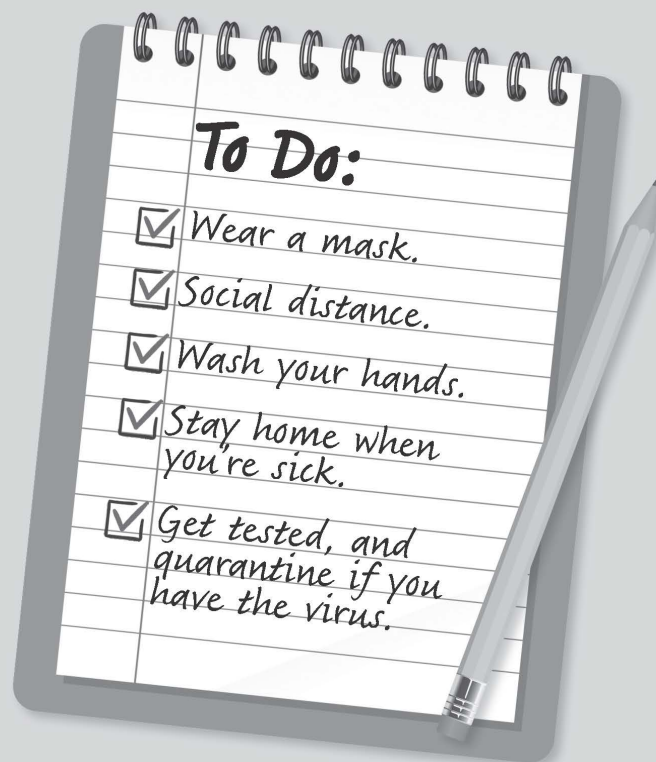 To Do:
Wear a mask.
Social distance.
Wash your hands.
Stay home when
you're sick.
Get tested, and
quarantine if you
have the virus.